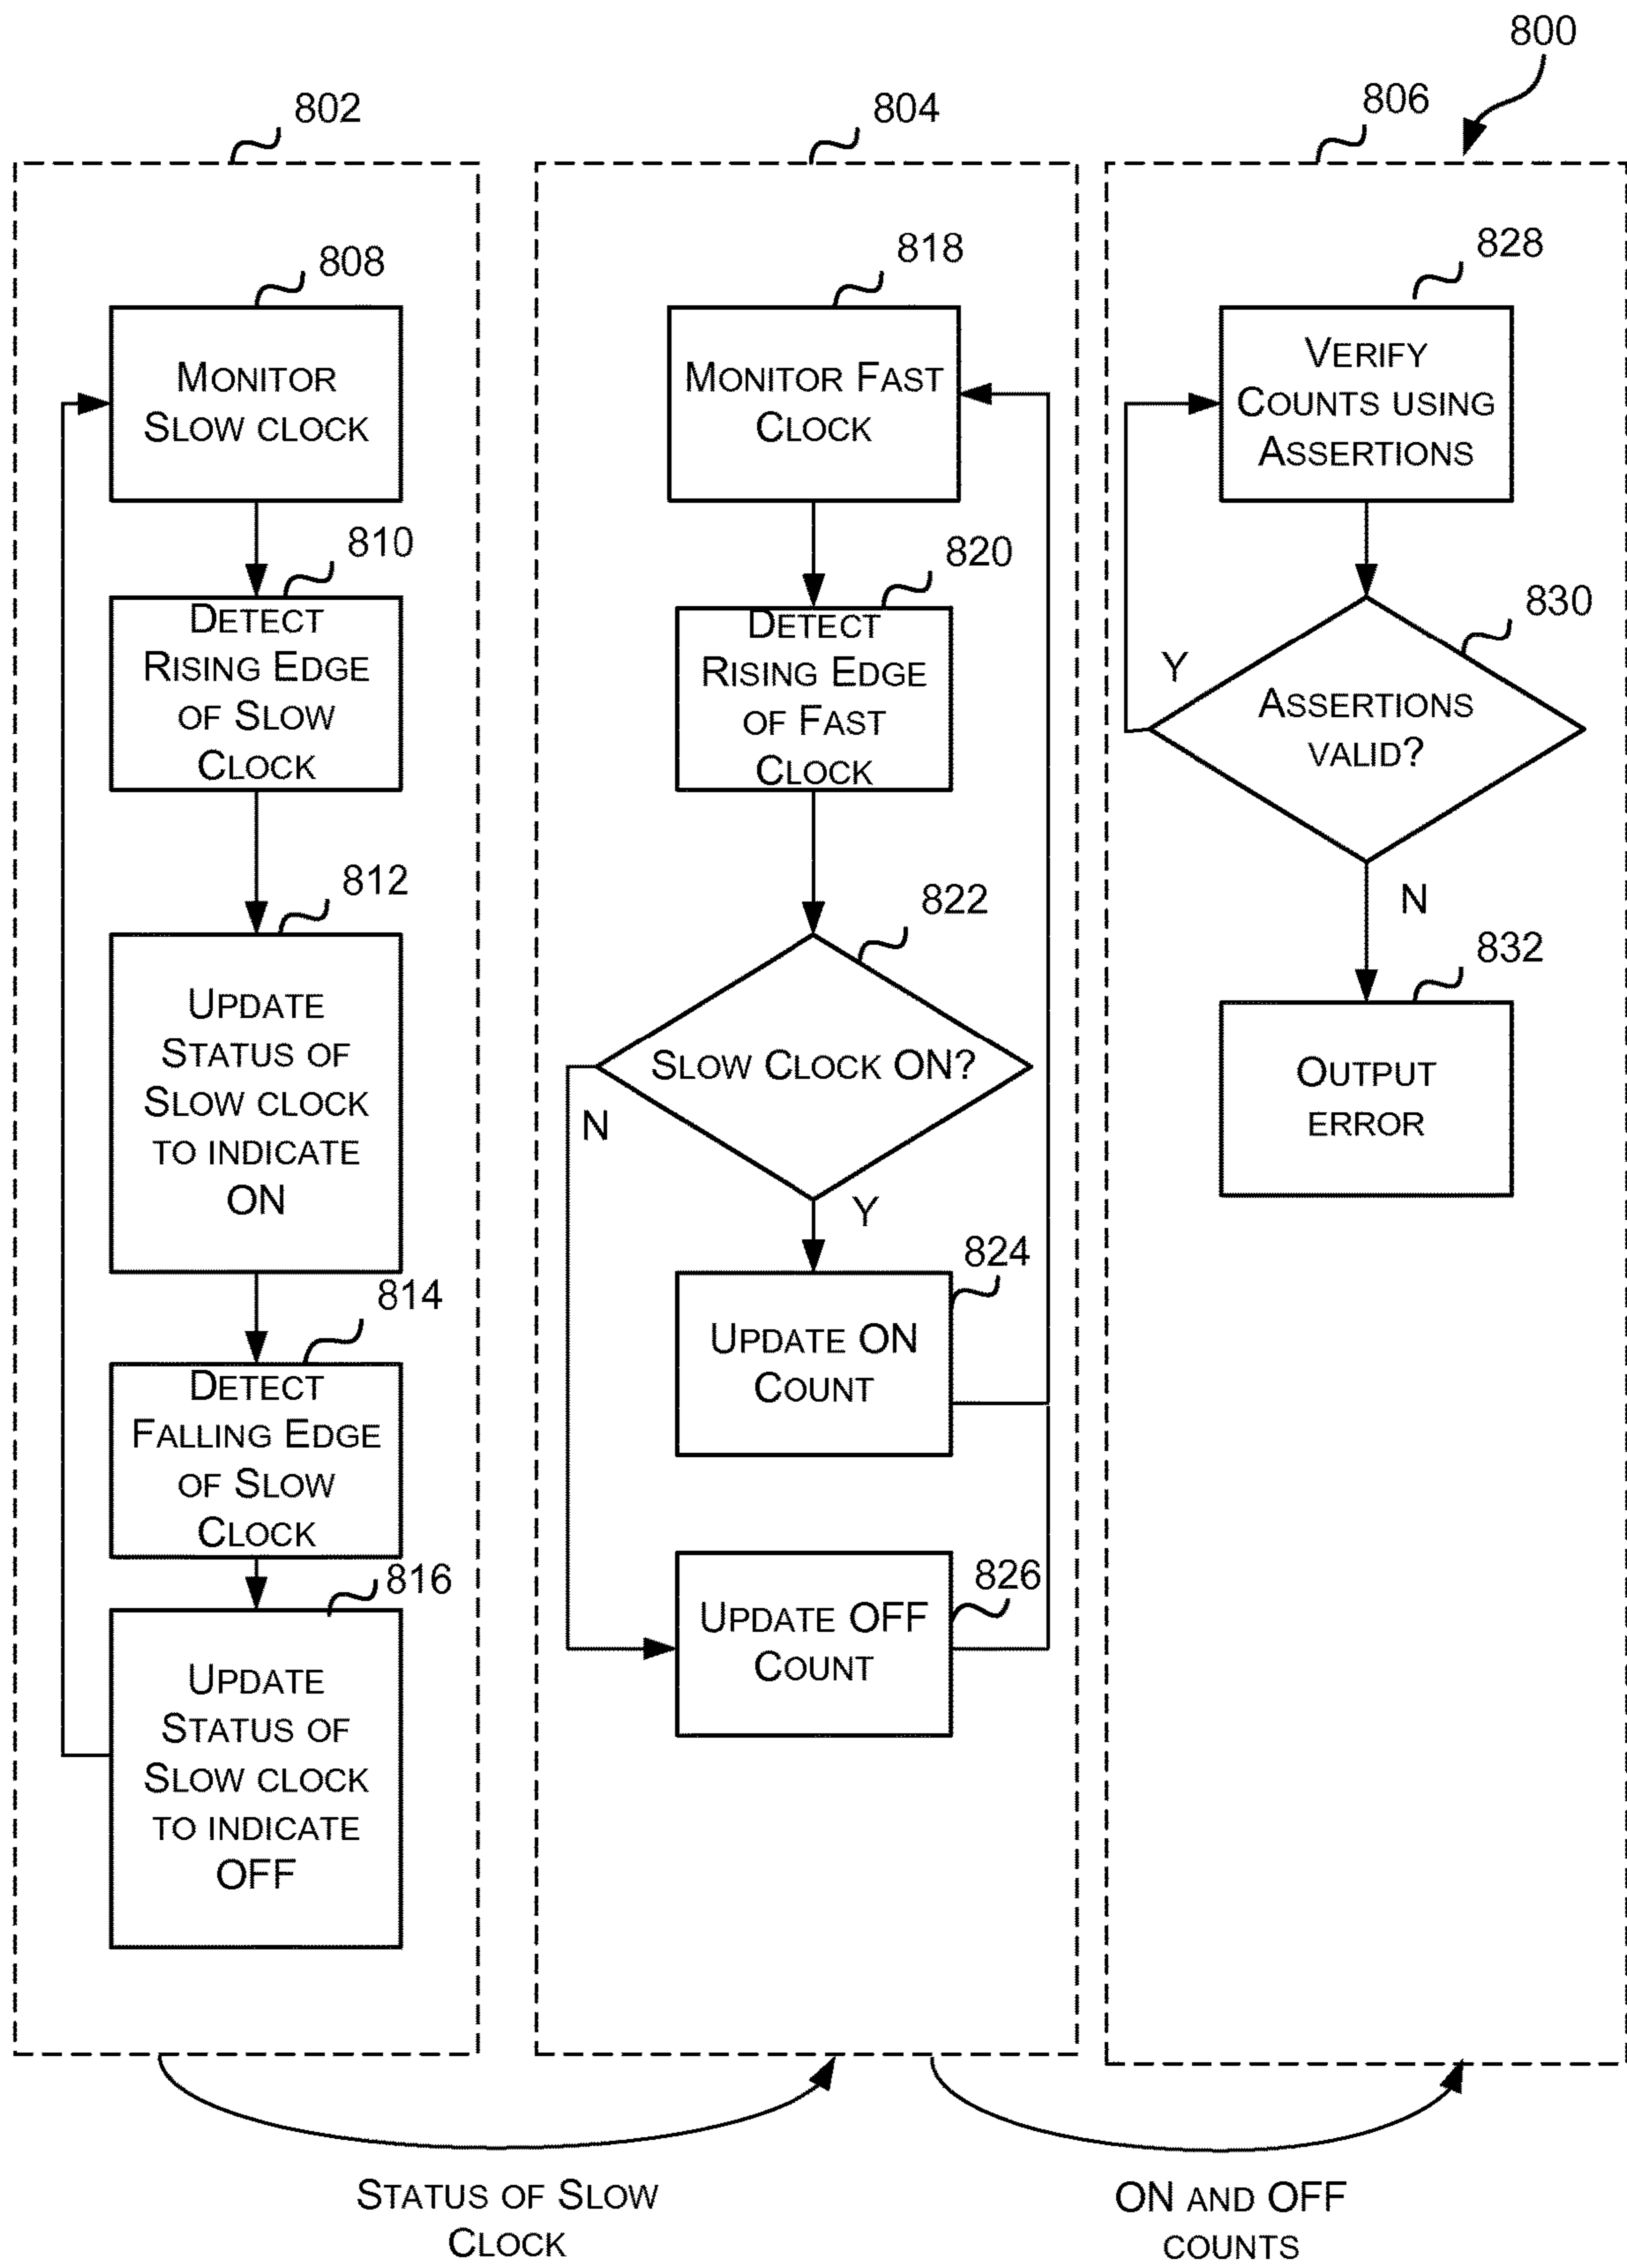 800
802
804
806
808
MONITOR
SLOW CLOCK
810
DETECT
RISING EDGE
OF SLOW
CLOCK
812
UPDATE
STATUS OF
SLOW CLOCK
TO INDICATE
ON
814
DETECT
FALLING EDGE
OF SLOW
CLOCK
816
UPDATE
STATUS OF
SLOW CLOCK
TO INDICATE
OFF
818
MONITOR FAST
CLOCK
820
DETECT
RISING EDGE
OF FAST
CLOCK
822
SLOW CLOCK ON?
N
Y
824
UPDATE ON
COUNT
826
UPDATE OFF
COUNT
828
VERIFY
COUNTS USING
ASSERTIONS
830
Y
ASSERTIONS
VALID?
N
832
OUTPUT
ERROR
STATUS OF SLOW
CLOCK
ON AND OFF
COUNTS